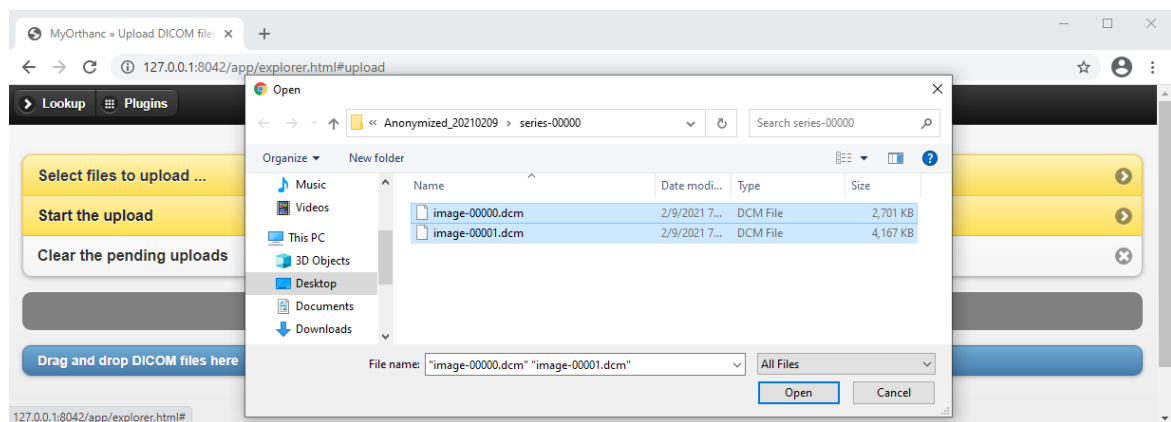 MyOrthanc » Upload DICOM file:
127.0.0.1:8042/app/explorer.html#upload
Lookup Plugins
Open
« Anonymized_20210209 › series-00000
Search series-00000
Organize New folder
Music
Videos
This PC
3D Objects
Desktop
Documents
Downloads
Name Date modi... Type Size
image-00000.dcm 2/9/2021 7... DCM File 2,701 KB
image-00001.dcm 2/9/2021 7... DCM File 4,167 KB
File name: "image-00000.dcm" "image-00001.dcm" All Files
Open Cancel
Select files to upload ...
Start the upload
Clear the pending uploads
Drag and drop DICOM files here
127.0.0.1:8042/app/explorer.html#